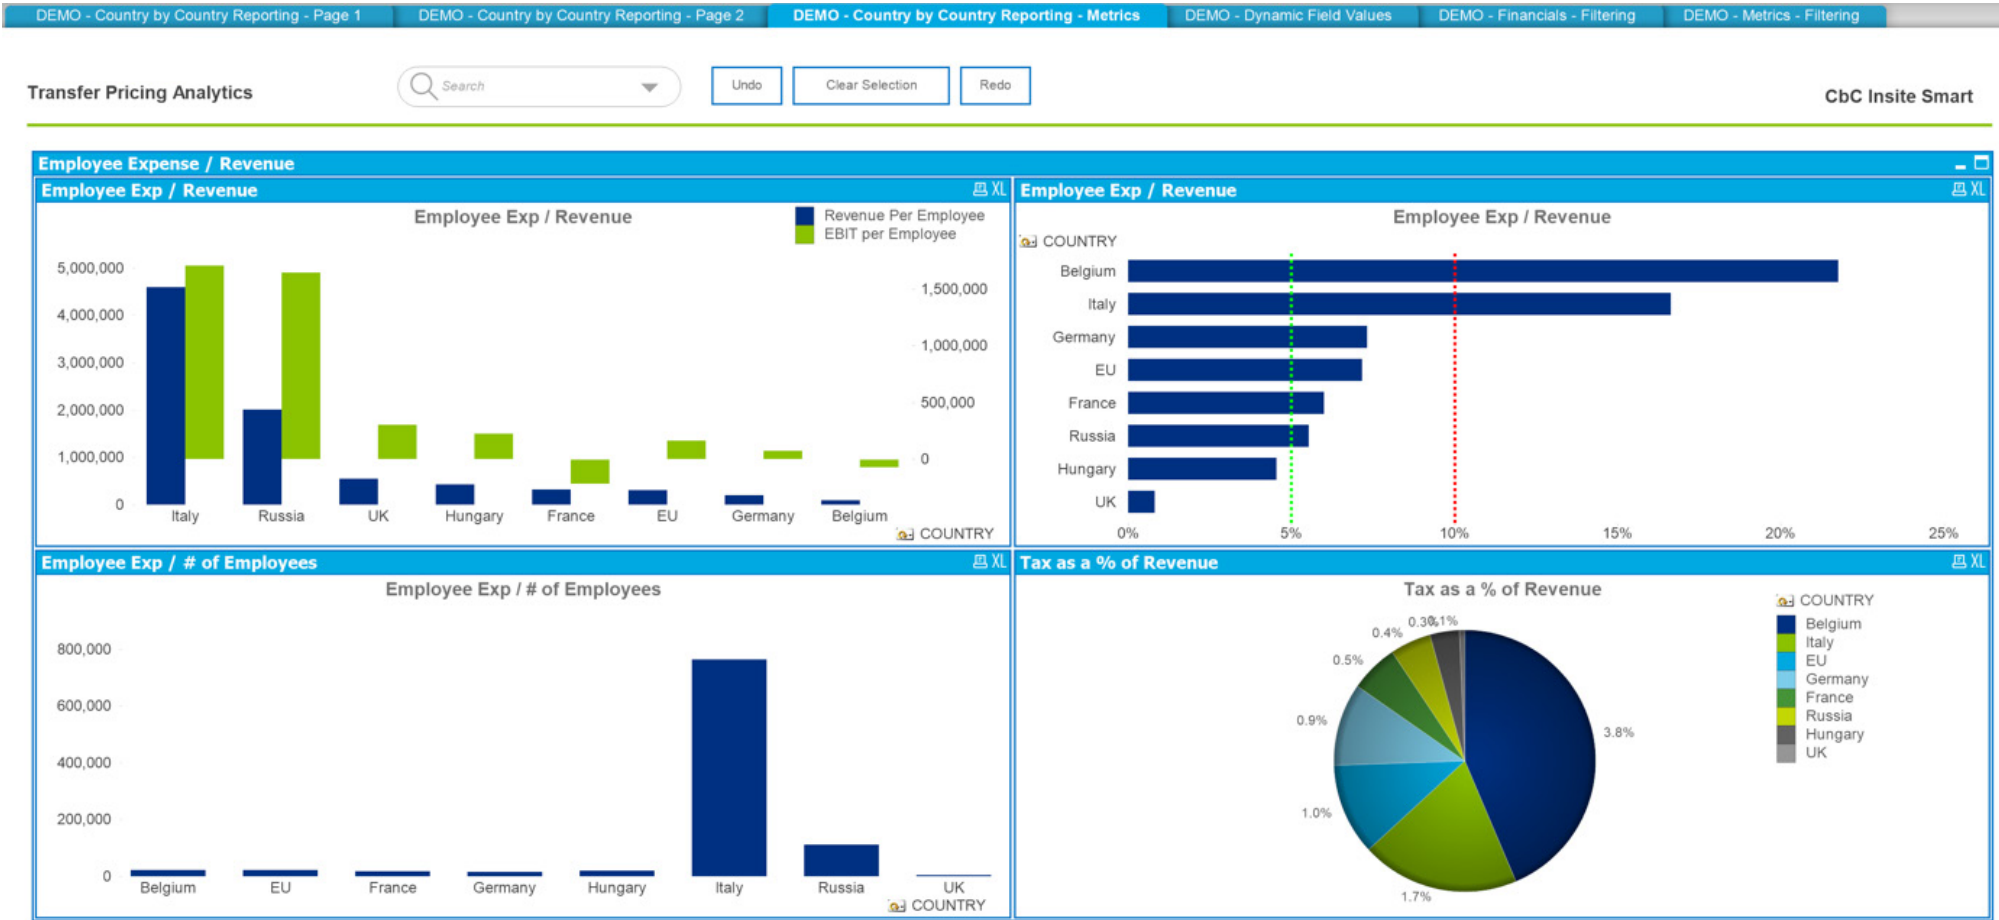 DEMO - Country by Country Reporting - Page 1
DEMO - Country by Country Reporting - Page 2
DEMO - Country by Country Reporting - Metrics
DEMO - Dynamic Field Values
DEMO - Financials - Filtering
DEMO - Metrics - Filtering
Transfer Pricing Analytics
Search
Undo
Clear Selection
Redo
CbC Insite Smart
Employee Expense / Revenue
Employee Exp / Revenue
XL
Employee Exp / Revenue
Revenue Per Employee
EBIT per Employee
5,000,000
4,000,000
3,000,000
2,000,000
1,000,000
0
1,500,000
1,000,000
500,000
0
Italy
Russia
UK
Hungary
France
EU
Germany
Belgium
COUNTRY
Employee Exp / Revenue
XL
Employee Exp / Revenue
COUNTRY
Belgium
Italy
Germany
EU
France
Russia
Hungary
UK
0%
5%
10%
15%
20%
25%
Employee Exp / # of Employees
XL
Employee Exp / # of Employees
800,000
600,000
400,000
200,000
0
Belgium
EU
France
Germany
Hungary
Italy
Russia
UK
COUNTRY
Tax as a % of Revenue
XL
Tax as a % of Revenue
COUNTRY
Belgium
Italy
EU
Germany
France
Russia
Hungary
UK
0.3%
0.1%
0.4%
0.5%
0.9%
3.8%
1.0%
1.7%